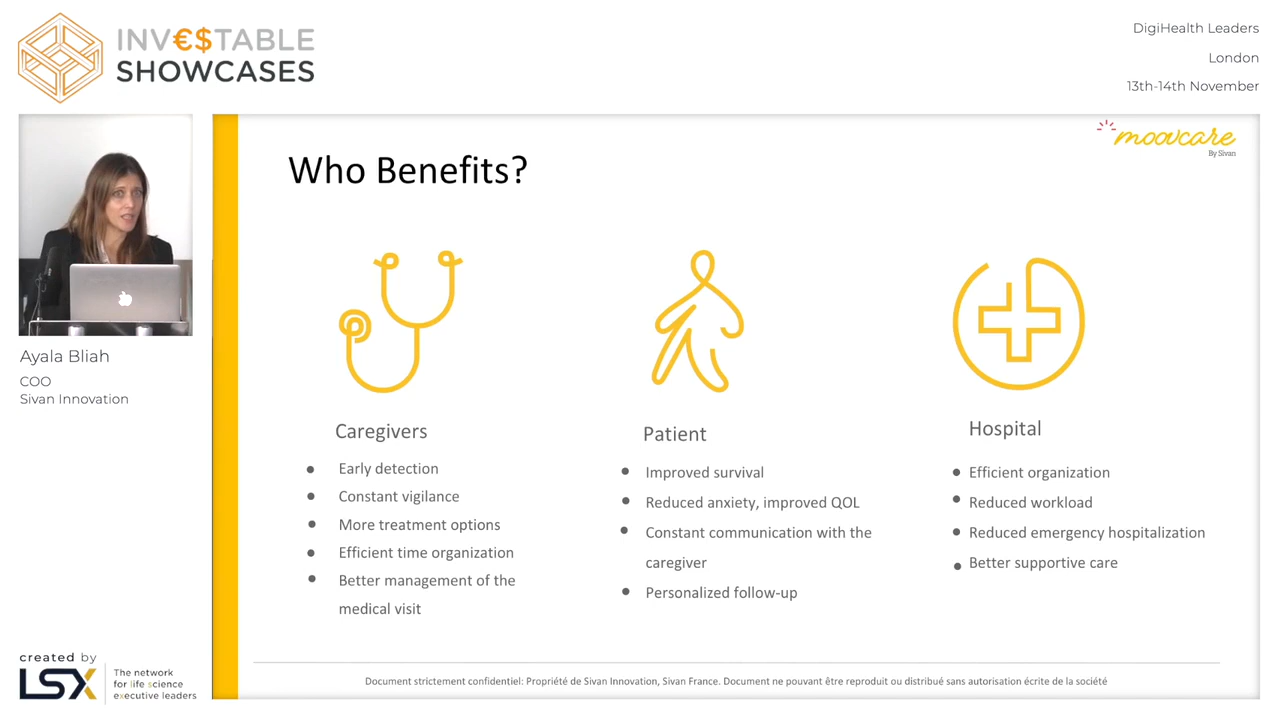 INV€$TABLE
SHOWCASES
DigiHealth Leaders
London
13th-14th November
moovcare
By Sivan
Ayala Bliah
COO
Sivan Innovation
Who Benefits?
Caregivers
● Early detection
● Constant vigilance
● More treatment options
● Efficient time organization
● Better management of the
medical visit
Patient
● Improved survival
● Reduced anxiety, improved QOL
● Constant communication with the
caregiver
● Personalized follow-up
Hospital
● Efficient organization
● Reduced workload
● Reduced emergency hospitalization
● Better supportive care
Document strictement confidentiel: Propriété de Sivan Innovation, Sivan France. Document ne pouvant être reproduit ou distribué sans autorisation écrite de la société
created by
LSX
The network
for life science
executive leaders